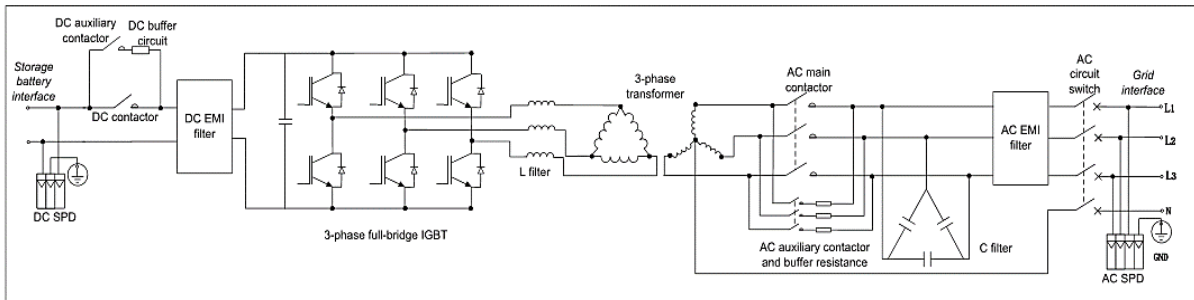 DC auxiliary
contactor
DC buffer
circuit
Storage
battery
interface
DC contactor
DC EMI
filter
DC SPD
3-phase full-bridge IGBT
L filter
3-phase
transformer
AC main
contactor
AC auxiliary contactor
and buffer resistance
C filter
AC EMI
filter
AC
circuit
switch
Grid
interface
L1
L2
L3
N
GND
AC SPD